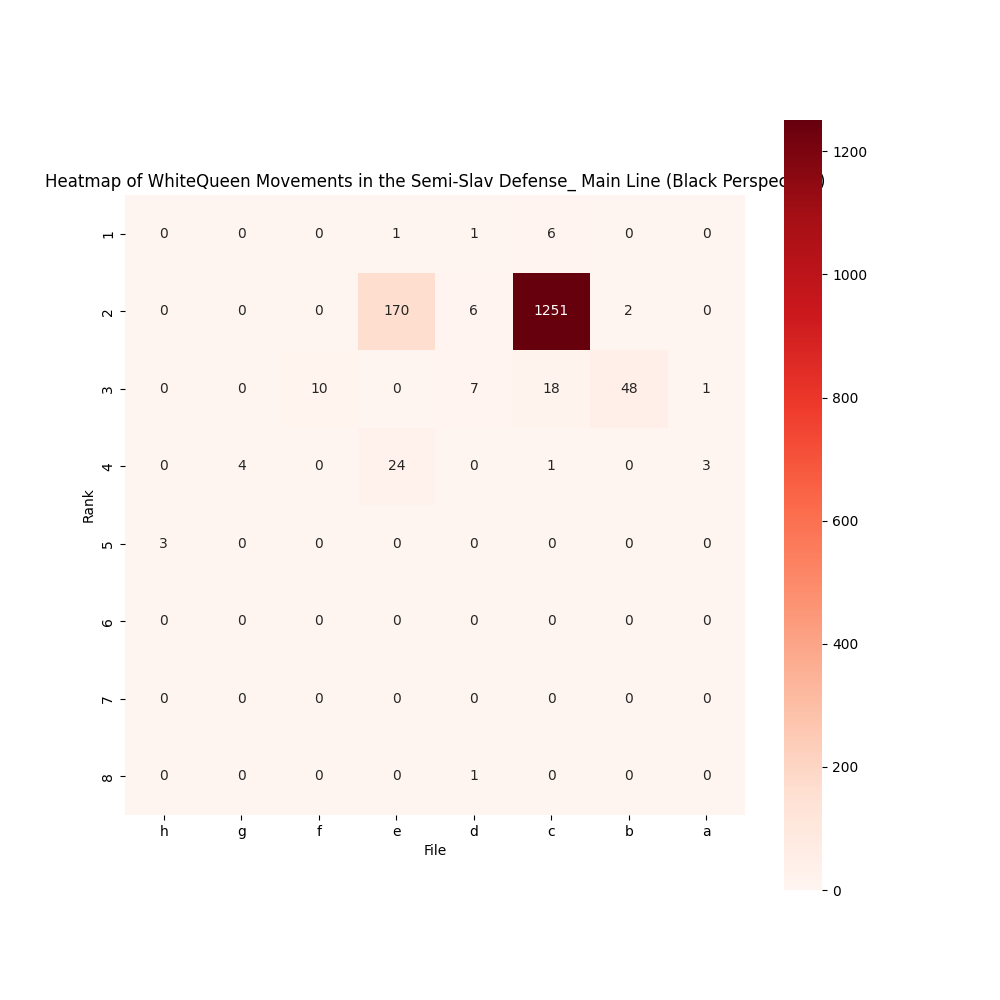 Heatmap of WhiteQueen Movements in the Semi-Slav Defense_ Main Line (Black
1200
1 0 0 0 1 1 6 0 0
1000
2 0 0 0 170 6 1251 2 0
3 0 0 10 0 7 18 48 1
800
4 0 4 0 24 0 1 0 3
Rank
600
5 3 0 0 0 0 0 0 0
6 0 0 0 0 0 0 0 0
400
7 0 0 0 0 0 0 0 0
200
8 0 0 0 0 1 0 0 0
h g f e d c b a
File
0